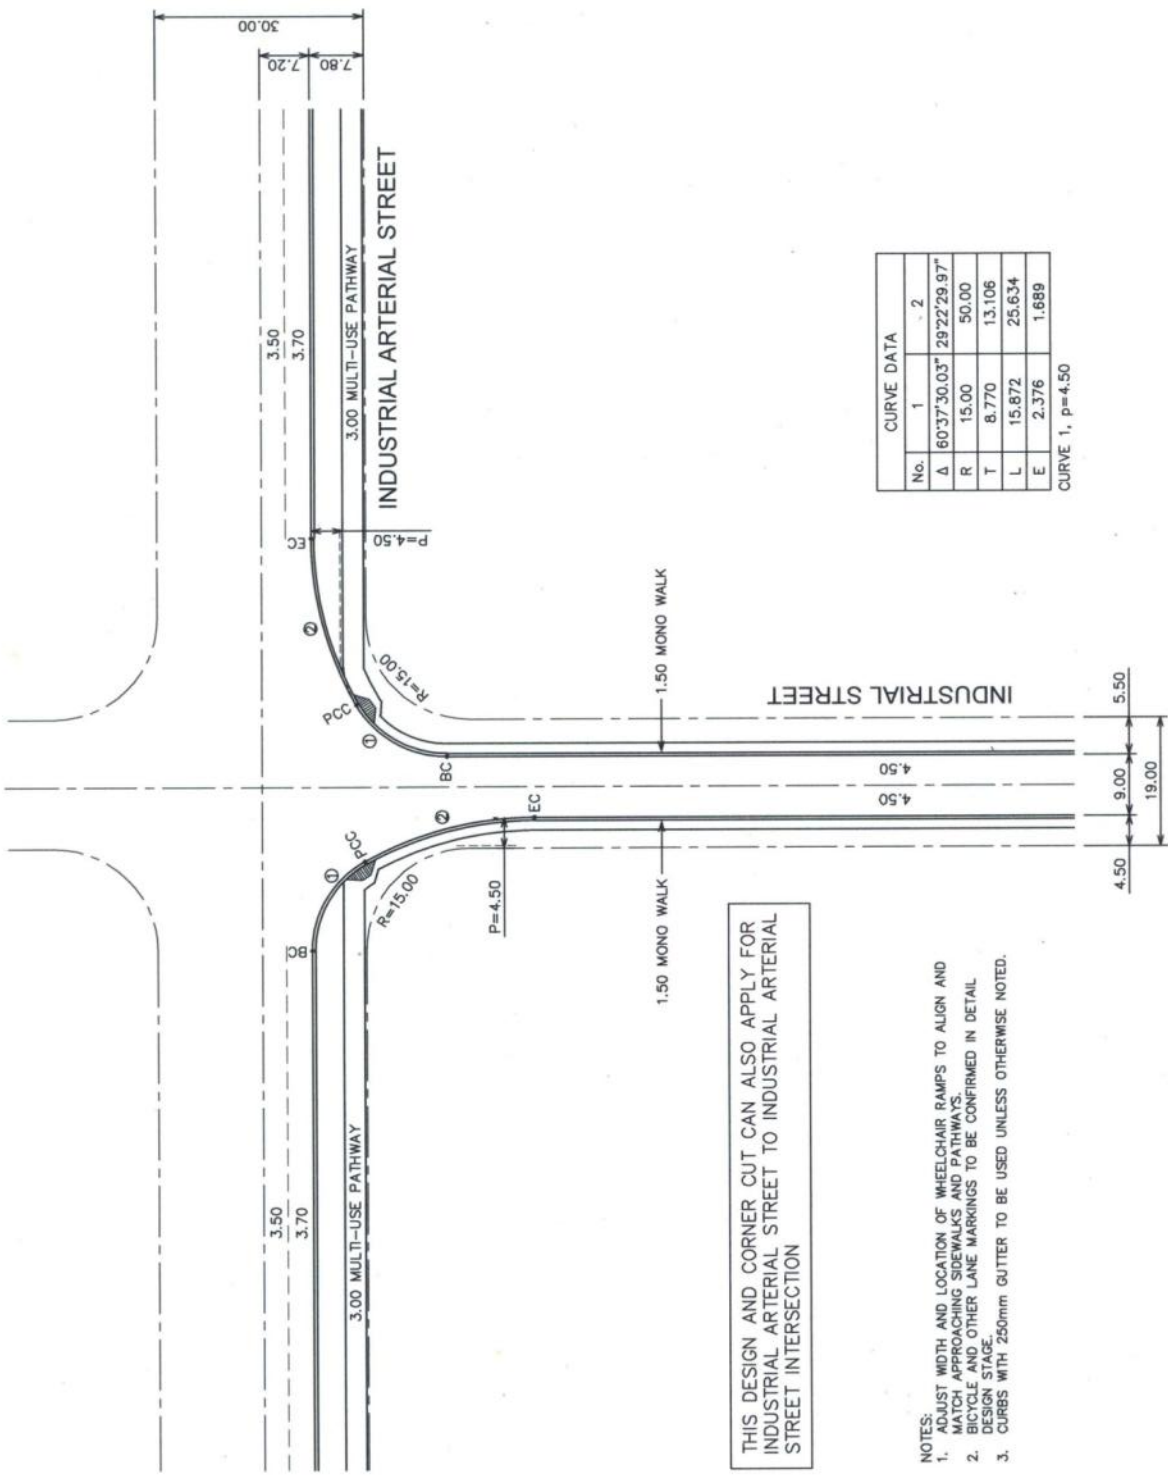 30.00
7.20
7.80
3.50
3.70
3.00 MULTI-USE PATHWAY
INDUSTRIAL ARTERIAL STREET
EC
P=4.50
2
R=15.00
PCC
1
BC
1.50 MONO WALK
INDUSTRIAL STREET
5.50
4.50
9.00
19.00
4.50
4.50
2
EC
PCC
1
R=15.00
P=4.50
BC
1.50 MONO WALK
3.50
3.70
3.00 MULTI-USE PATHWAY
CURVE DATA
No. 1 2
Δ 60°37'30.03" 29°22'29.97"
R 15.00 50.00
T 8.770 13.106
L 15.872 25.634
E 2.376 1.689
CURVE 1, p=4.50
THIS DESIGN AND CORNER CUT CAN ALSO APPLY FOR
INDUSTRIAL ARTERIAL STREET TO INDUSTRIAL ARTERIAL
STREET INTERSECTION
NOTES:
1. ADJUST WIDTH AND LOCATION OF WHEELCHAIR RAMPS TO ALIGN AND
MATCH APPROACHING SIDEWALKS AND PATHWAYS.
2. BICYCLE AND OTHER LANE MARKINGS TO BE CONFIRMED IN DETAIL
DESIGN STAGE.
3. CURBS WITH 250mm GUTTER TO BE USED UNLESS OTHERWISE NOTED.